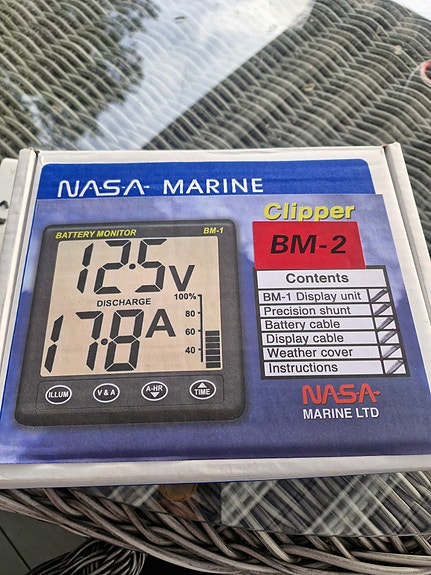 NASA MARINE
Clipper
BM-2
BATTERY MONITOR BM-1
12.5V
DISCHARGE
17.8A
100%
80
60
40
ILLUM
V & A
A-HR
TIME
Contents
BM-1 Display unit
Precision shunt
Battery cable
Display cable
Weather cover
Instructions
NASA
MARINE LTD